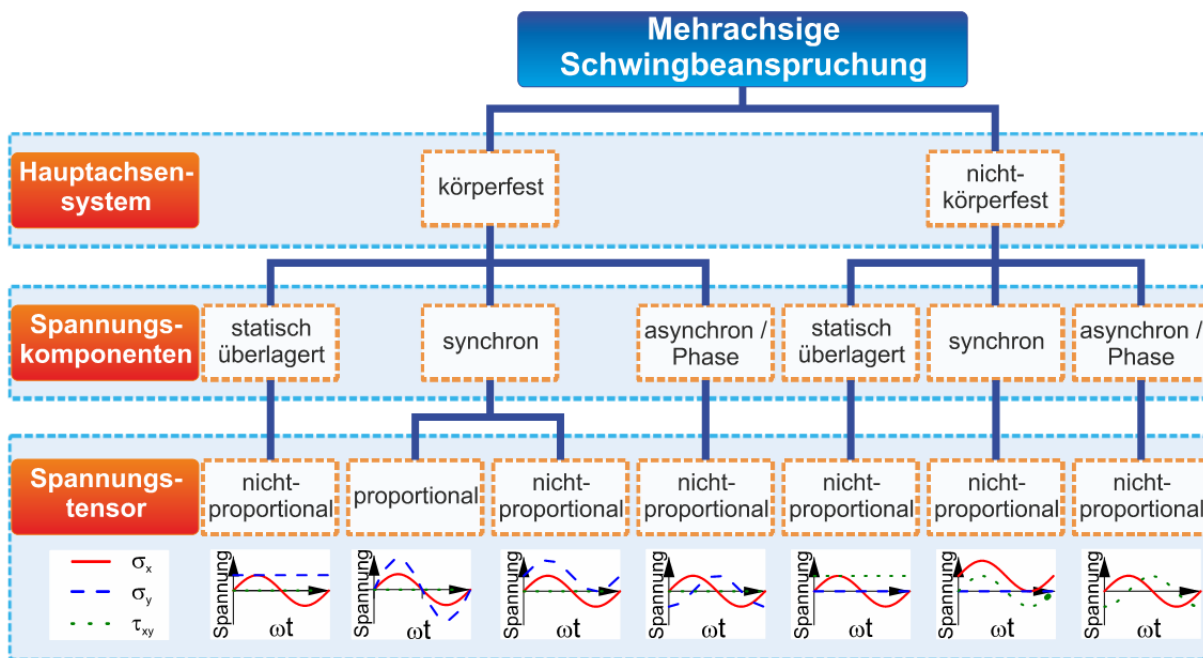 Mehrachsige
Schwingbeanspruchung
Hauptachsen-
system
körperfest
nicht-
körperfest
Spannungs-
komponenten
statisch
überlagert
synchron
asynchron /
Phase
statisch
überlagert
synchron
asynchron /
Phase
Spannungs-
tensor
nicht-
proportional
proportional
nicht-
proportional
nicht-
proportional
nicht-
proportional
nicht-
proportional
nicht-
proportional
σx
σy
τxy
Spannung
ωt
Spannung
ωt
Spannung
ωt
Spannung
ωt
Spannung
ωt
Spannung
ωt
Spannung
ωt